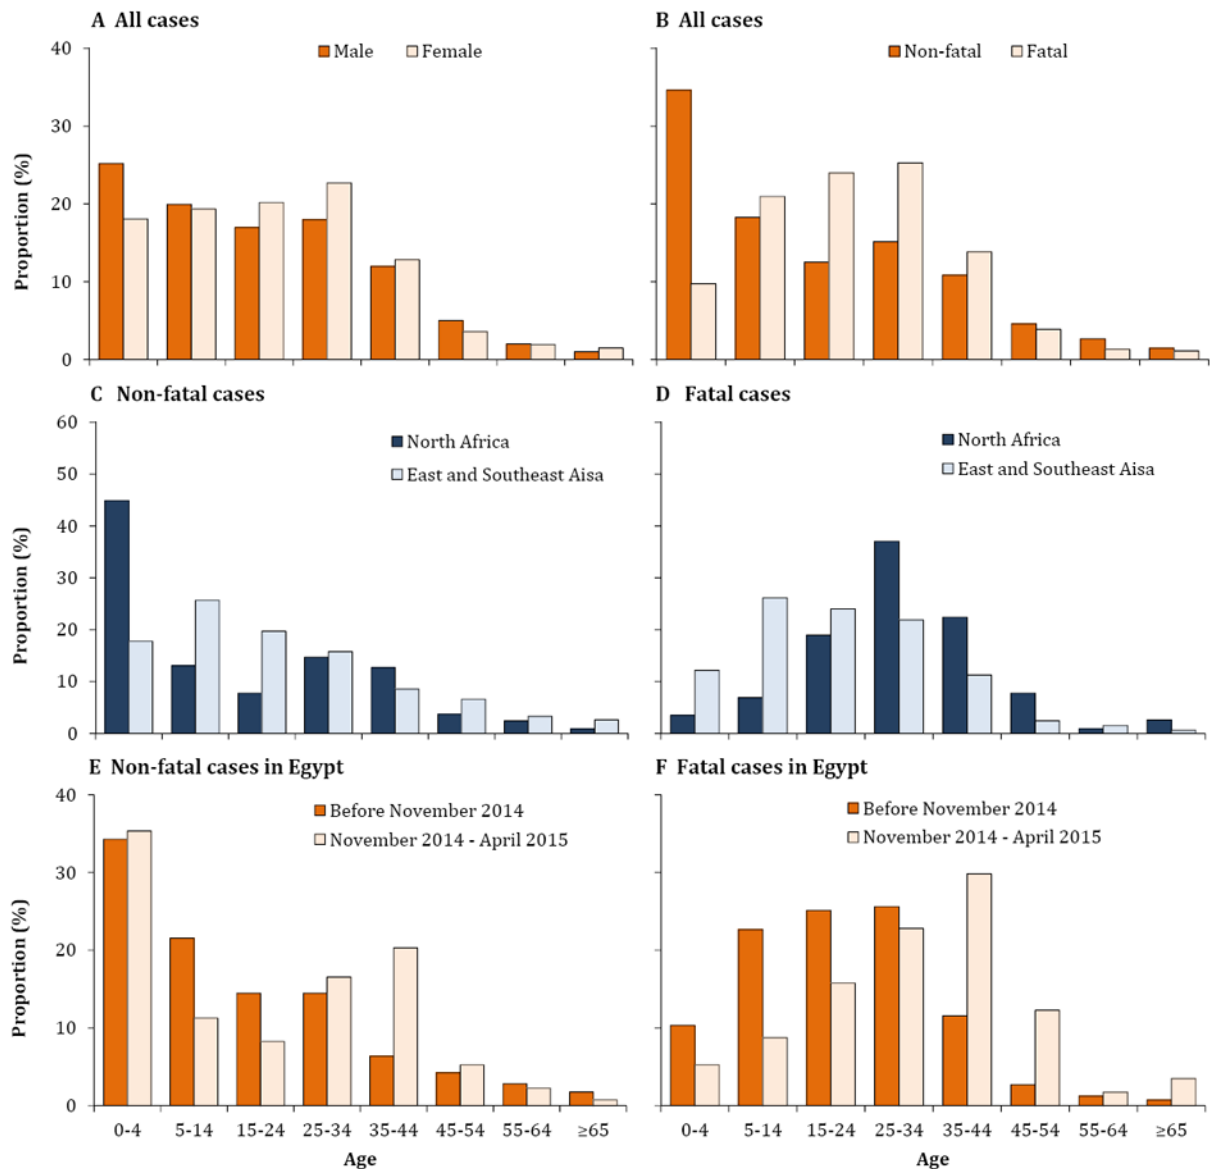 A All cases
Male Female
40
30
20
10
0
Proportion (%)
B All cases
Non-fatal Fatal
C Non-fatal cases
North Africa
East and Southeast Aisa
60
50
40
30
20
10
0
Proportion (%)
D Fatal cases
North Africa
East and Southeast Aisa
E Non-fatal cases in Egypt
Before November 2014
November 2014 - April 2015
40
30
20
10
0
Proportion (%)
0-4 5-14 15-24 25-34 35-44 45-54 55-64 ≥65
Age
F Fatal cases in Egypt
Before November 2014
November 2014 - April 2015
0-4 5-14 15-24 25-34 35-44 45-54 55-64 ≥65
Age